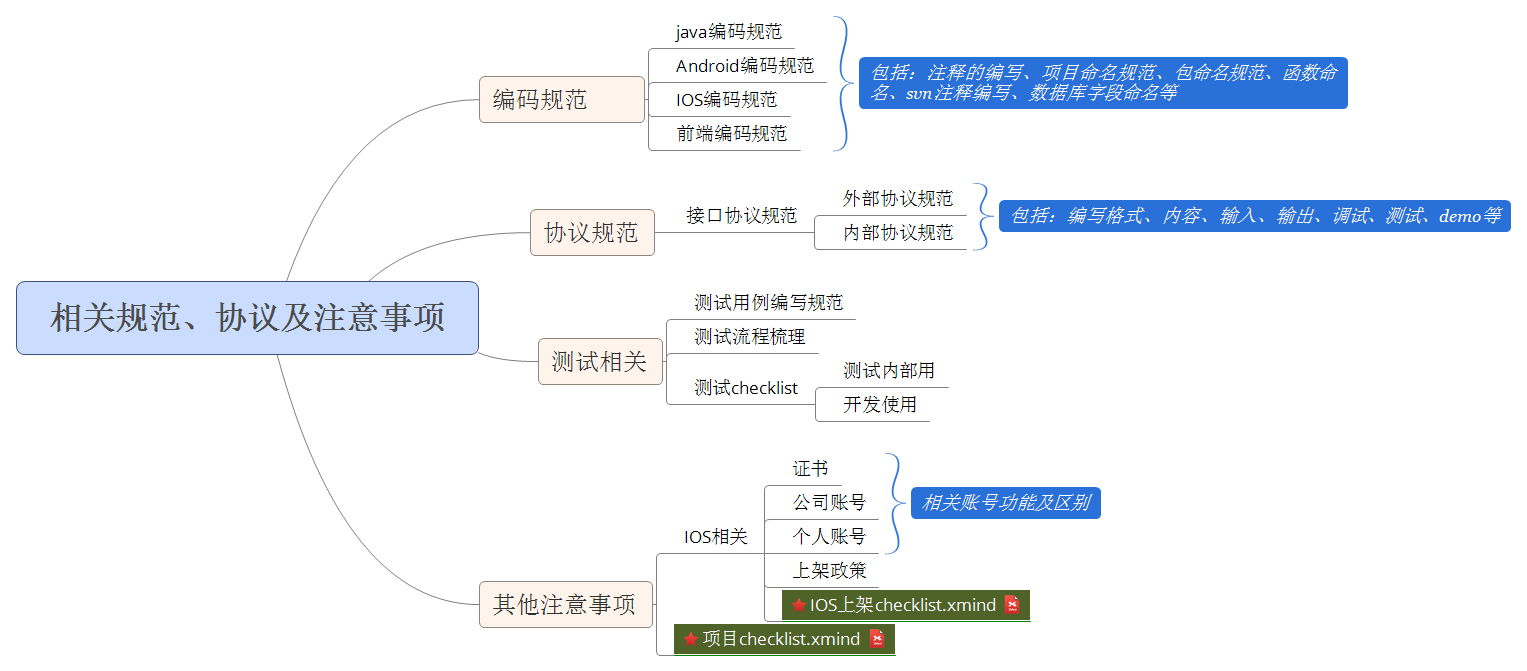 相关规范、协议及注意事项
编码规范
java编码规范
Android编码规范
IOS编码规范
前端编码规范
包括：注释的编写、项目命名规范、包命名规范、函数命
名、svn注释编写、数据库字段命名等
协议规范
接口协议规范
外部协议规范
内部协议规范
包括：编写格式、内容、输入、输出、调试、测试、demo等
测试相关
测试用例编写规范
测试流程梳理
测试checklist
测试内部用
开发使用
其他注意事项
IOS相关
证书
公司账号
个人账号
相关账号功能及区别
上架政策
IOS上架checklist.xmind
项目checklist.xmind